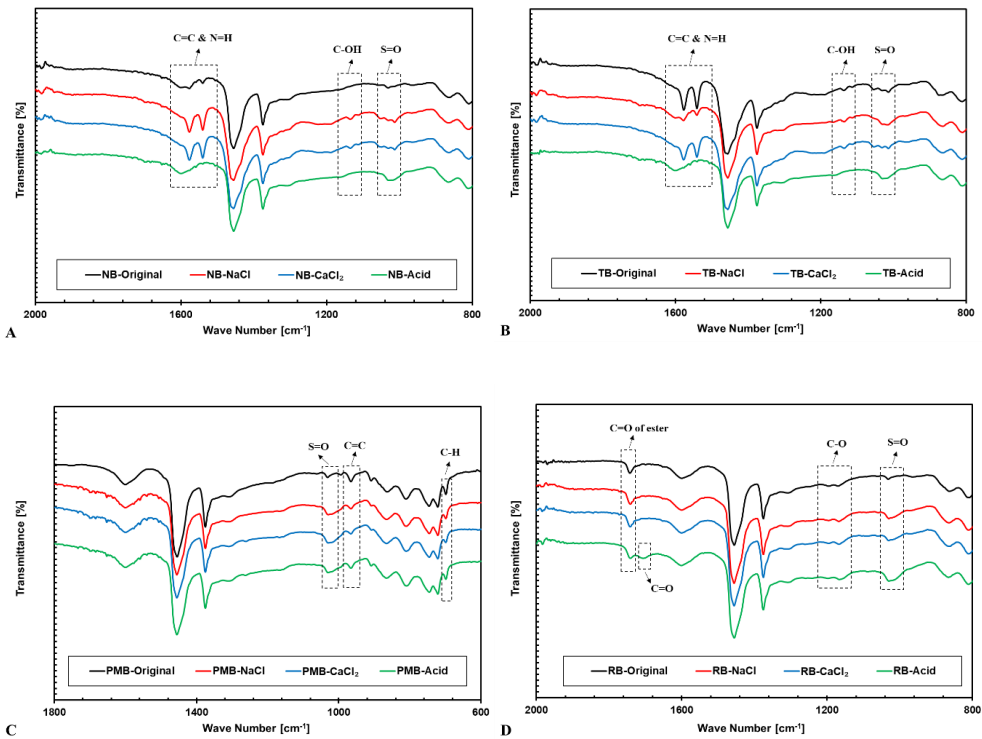 C=C & N=H
C-OH
S=O
Transmittance [%]
2000
1600
1200
800
Wave Number [cm-1]
NB-Original
NB-NaCl
NB-CaCl₂
NB-Acid
A
C=C & N=H
C-OH
S=O
Transmittance [%]
2000
1600
1200
800
Wave Number [cm-1]
TB-Original
TB-NaCl
TB-CaCl₂
TB-Acid
B
S=O
C=C
C-H
Transmittance [%]
1800
1400
1000
600
Wave Number [cm-1]
PMB-Original
PMB-NaCl
PMB-CaCl₂
PMB-Acid
C
C=O of ester
C-O
S=O
C=O
Transmittance [%]
2000
1600
1200
800
Wave Number [cm-1]
RB-Original
RB-NaCl
RB-CaCl₂
RB-Acid
D